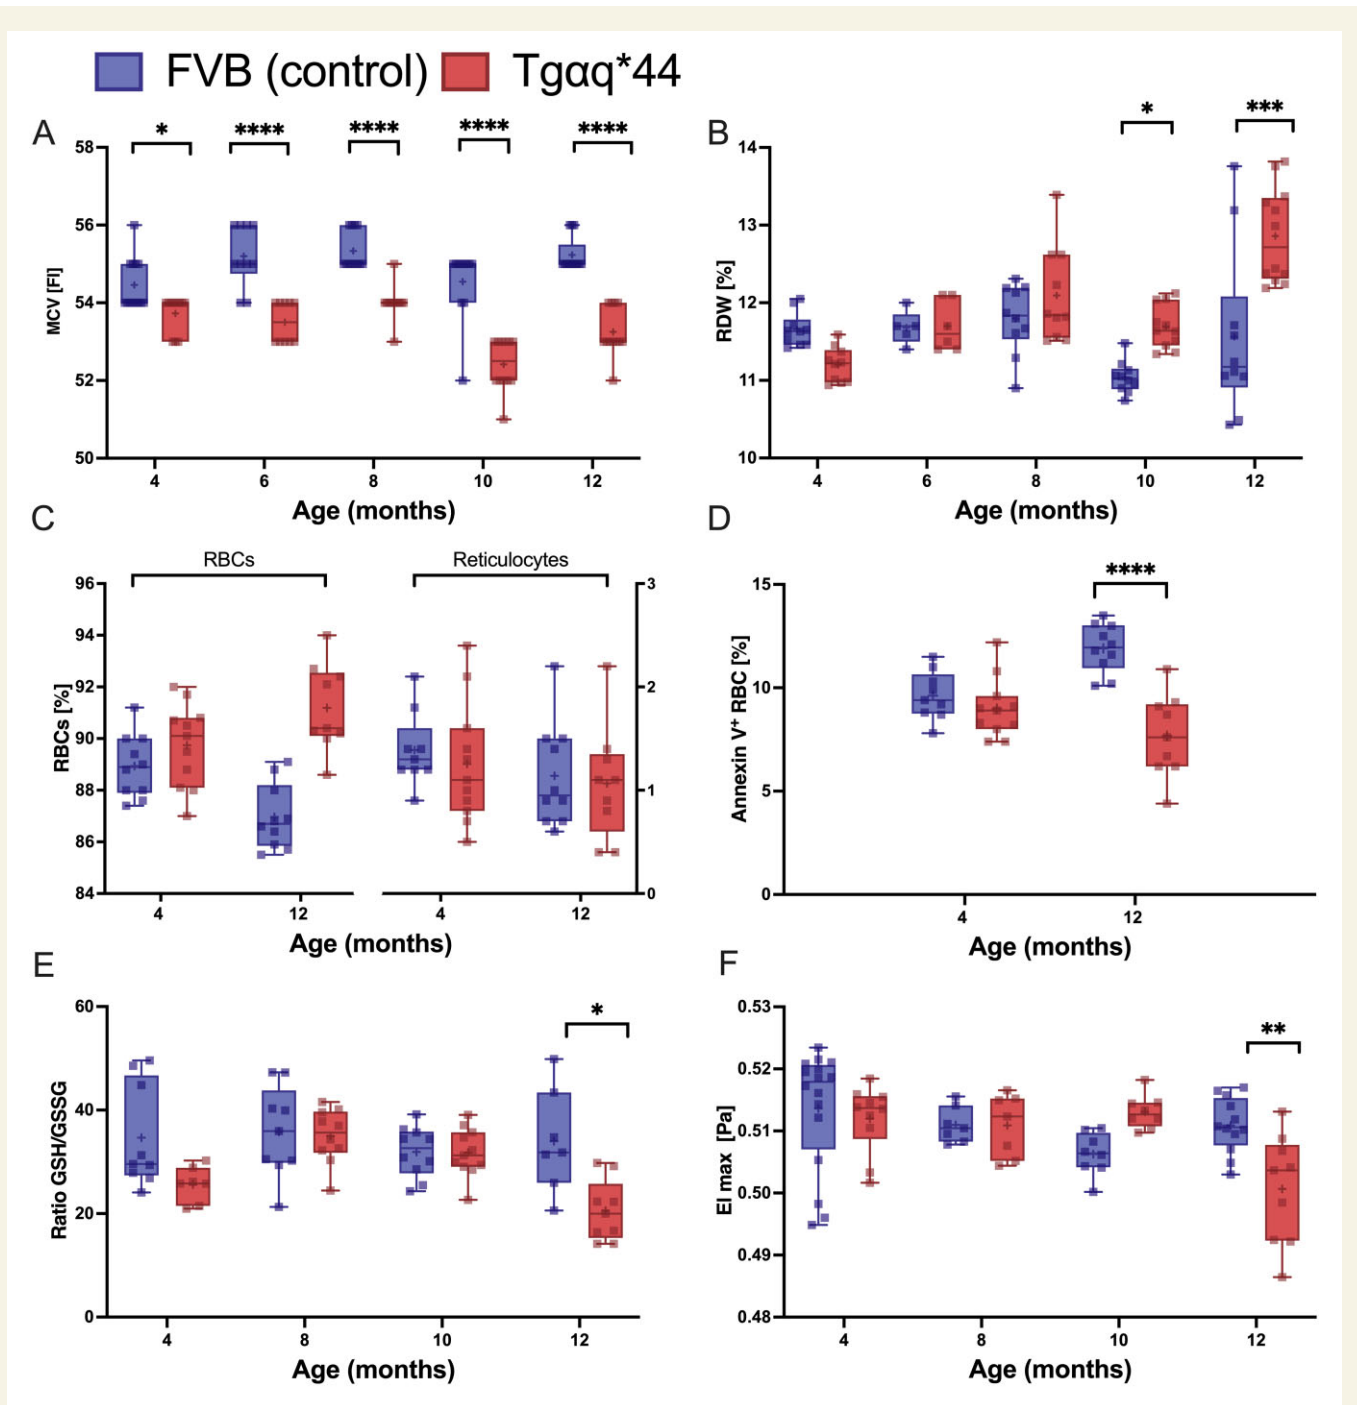 FVB (control) Tgαq*44
A
* **** **** **** ****
58
56
54
52
50
MCV [Fl]
4 6 8 10 12
Age (months)
B
* ***
14
13
12
11
10
RDW [%]
4 6 8 10 12
Age (months)
C
RBCs Reticulocytes
96
94
92
90
88
86
84
RBCs [%]
3
2
1
0
4 12 4 12
Age (months)
D
****
15
10
5
0
Annexin V⁺ RBC [%]
4 12
Age (months)
E
*
60
40
20
0
Ratio GSH/GSSG
4 8 10 12
Age (months)
F
**
0.53
0.52
0.51
0.50
0.49
0.48
EI max [Pa]
4 8 10 12
Age (months)